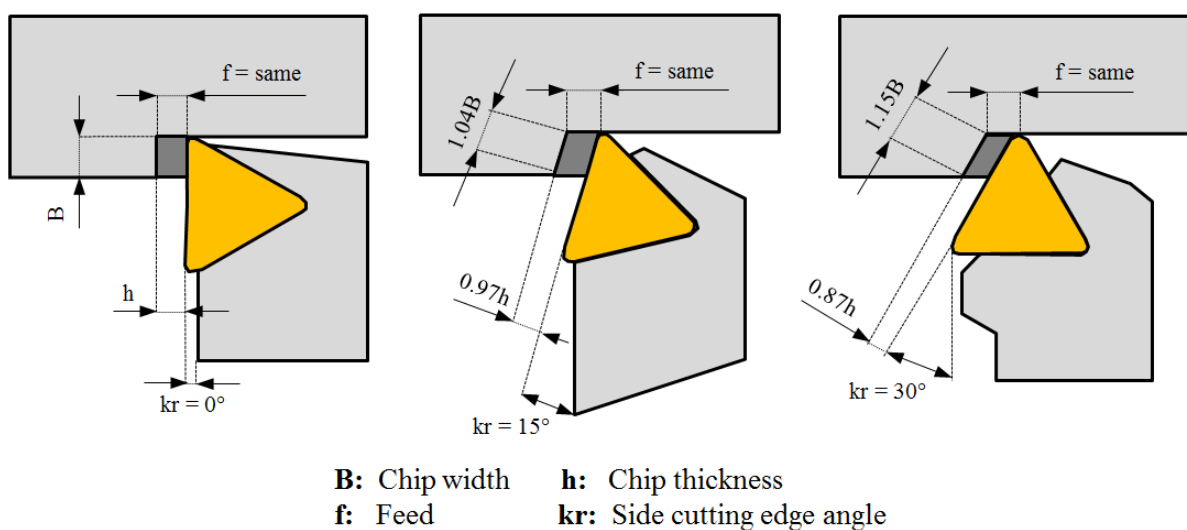 f = same
B
h
kr = 0°
f = same
1.04B
0.97h
kr = 15°
f = same
1.15B
0.87h
kr = 30°
B: Chip width h: Chip thickness
f: Feed kr: Side cutting edge angle